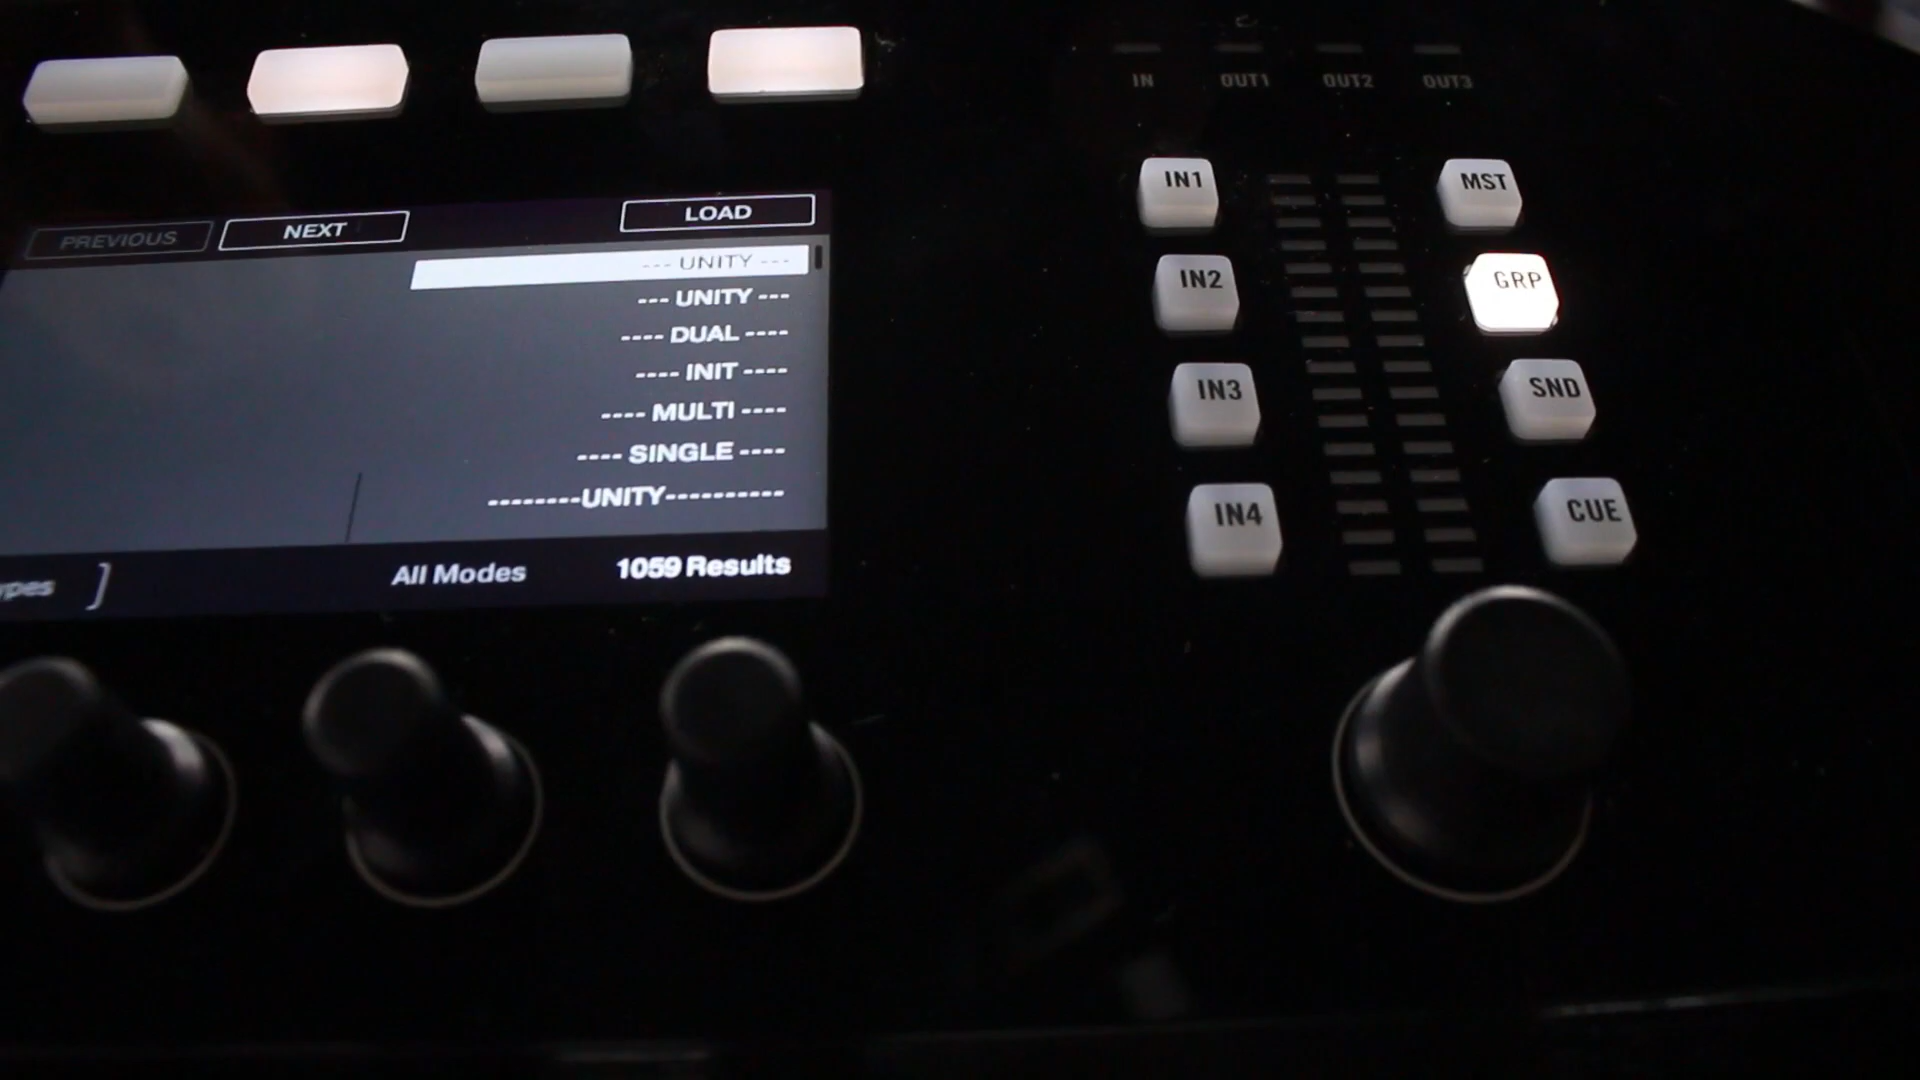 IN OUT1 OUT2 OUT3
PREVIOUS NEXT LOAD
--- UNITY ---
--- UNITY ---
---- DUAL ----
---- INIT ----
---- MULTI ----
---- SINGLE ----
--------UNITY----------
All Modes 1059 Results
IN1 MST
IN2 GRP
IN3 SND
IN4 CUE